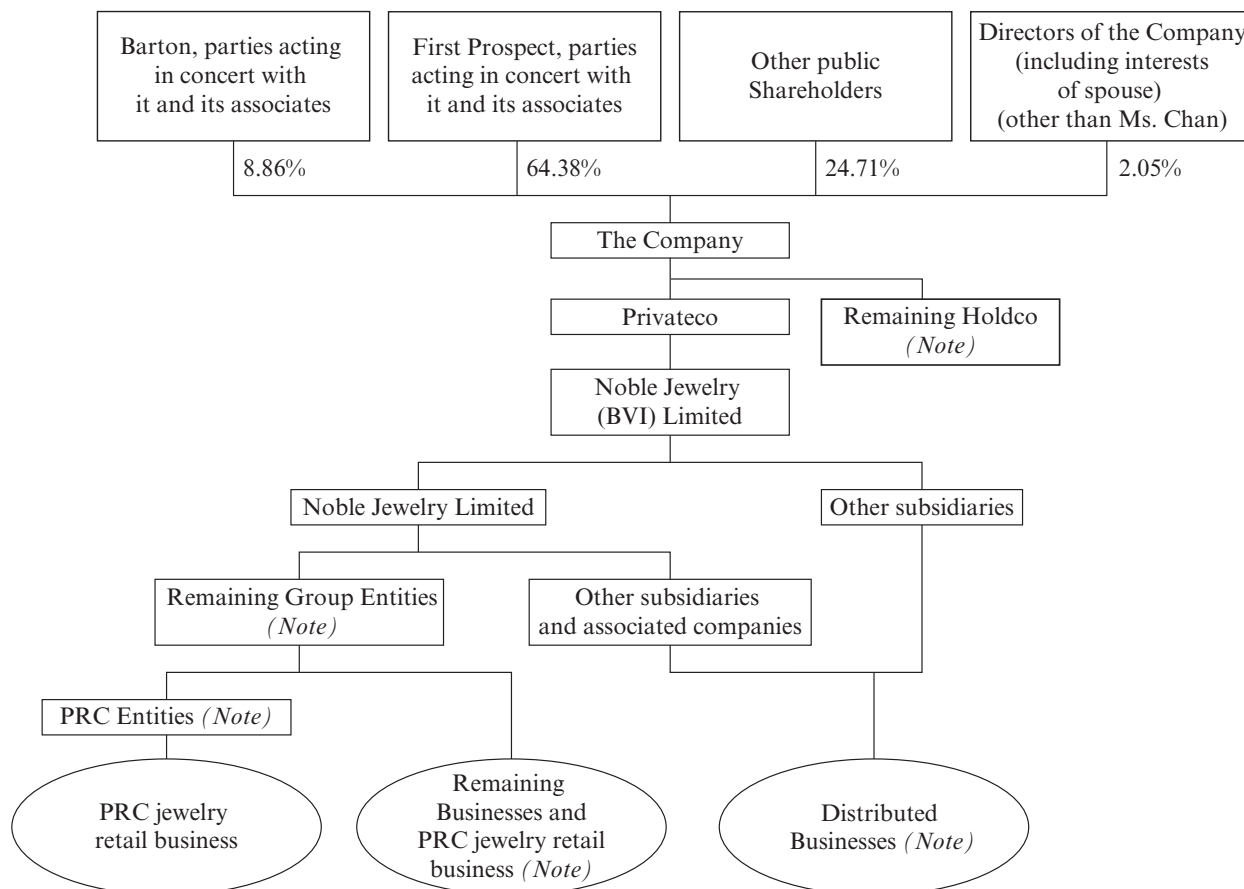 Barton, parties acting
in concert with
it and its associates
First Prospect, parties
acting in concert with
it and its associates
Other public
Shareholders
Directors of the Company
(including interests
of spouse)
(other than Ms. Chan)
8.86%
64.38%
24.71%
2.05%
The Company
Privateco
Remaining Holdco
(Note)
Noble Jewelry
(BVI) Limited
Noble Jewelry Limited
Other subsidiaries
Remaining Group Entities
(Note)
Other subsidiaries
and associated companies
PRC Entities (Note)
PRC jewelry
retail business
Remaining
Businesses and
PRC jewelry retail
business (Note)
Distributed
Businesses (Note)